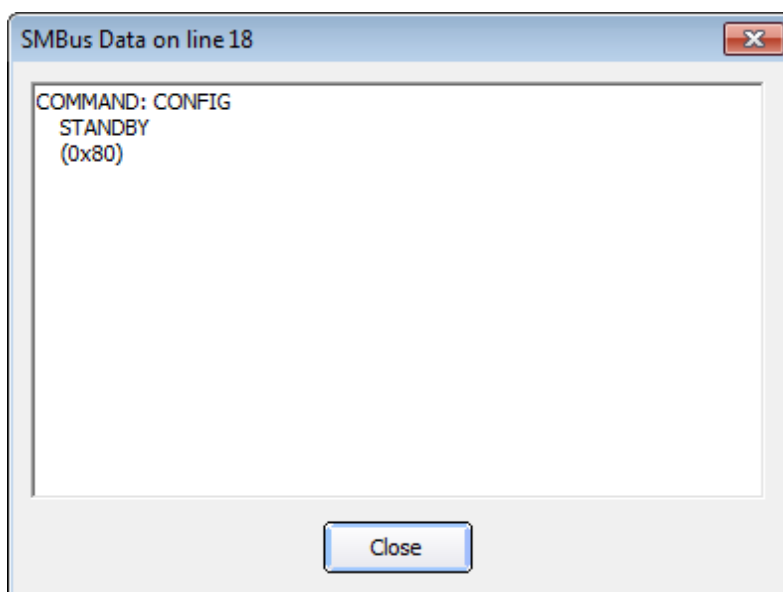 SMBus Data on line 18
COMMAND: CONFIG
STANDBY
(0x80)
Close